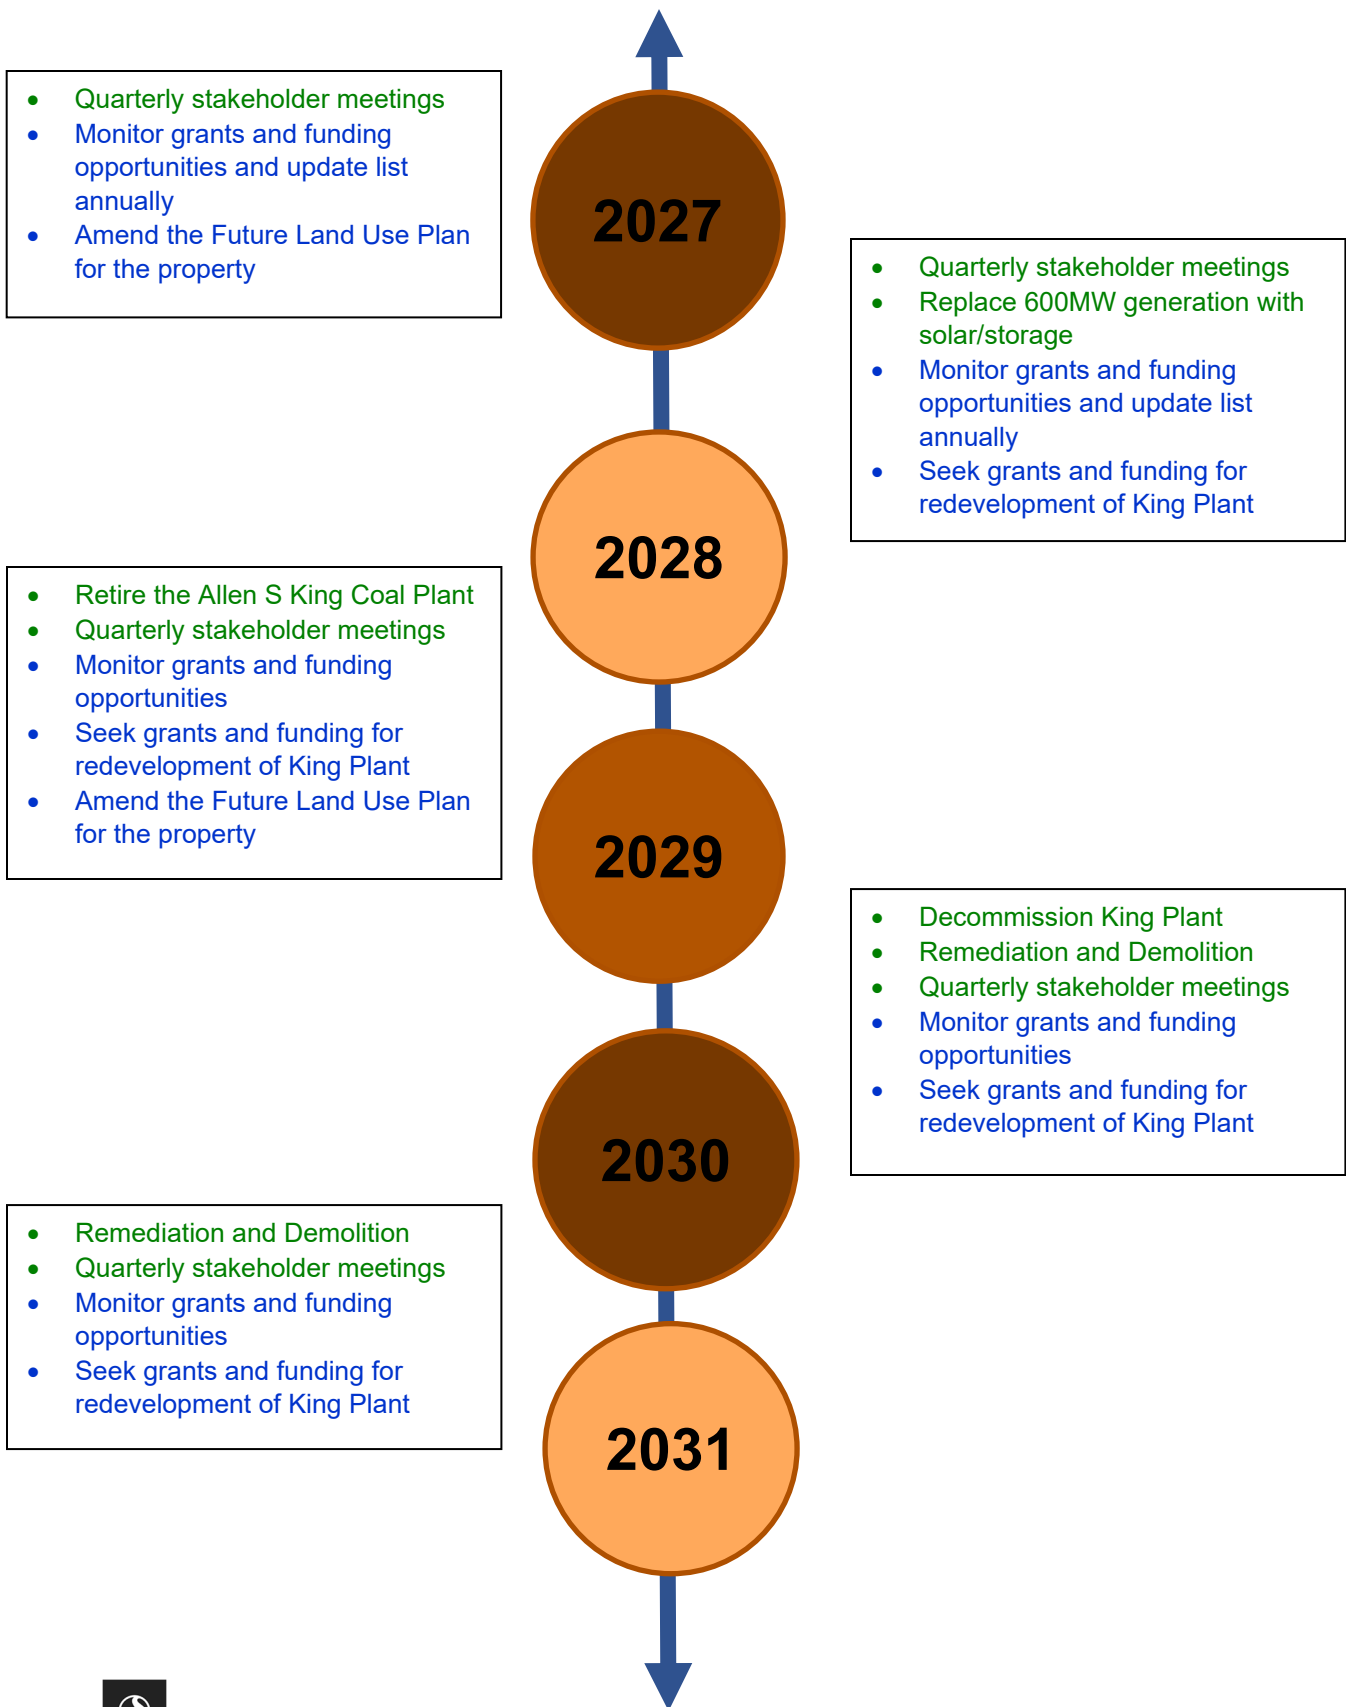 • Quarterly stakeholder meetings
• Monitor grants and funding
opportunities and update list
annually
• Amend the Future Land Use Plan
for the property
2027
• Quarterly stakeholder meetings
• Replace 600MW generation with
solar/storage
• Monitor grants and funding
opportunities and update list
annually
• Seek grants and funding for
redevelopment of King Plant
2028
• Retire the Allen S King Coal Plant
• Quarterly stakeholder meetings
• Monitor grants and funding
opportunities
• Seek grants and funding for
redevelopment of King Plant
• Amend the Future Land Use Plan
for the property
2029
• Decommission King Plant
• Remediation and Demolition
• Quarterly stakeholder meetings
• Monitor grants and funding
opportunities
• Seek grants and funding for
redevelopment of King Plant
2030
• Remediation and Demolition
• Quarterly stakeholder meetings
• Monitor grants and funding
opportunities
• Seek grants and funding for
redevelopment of King Plant
2031